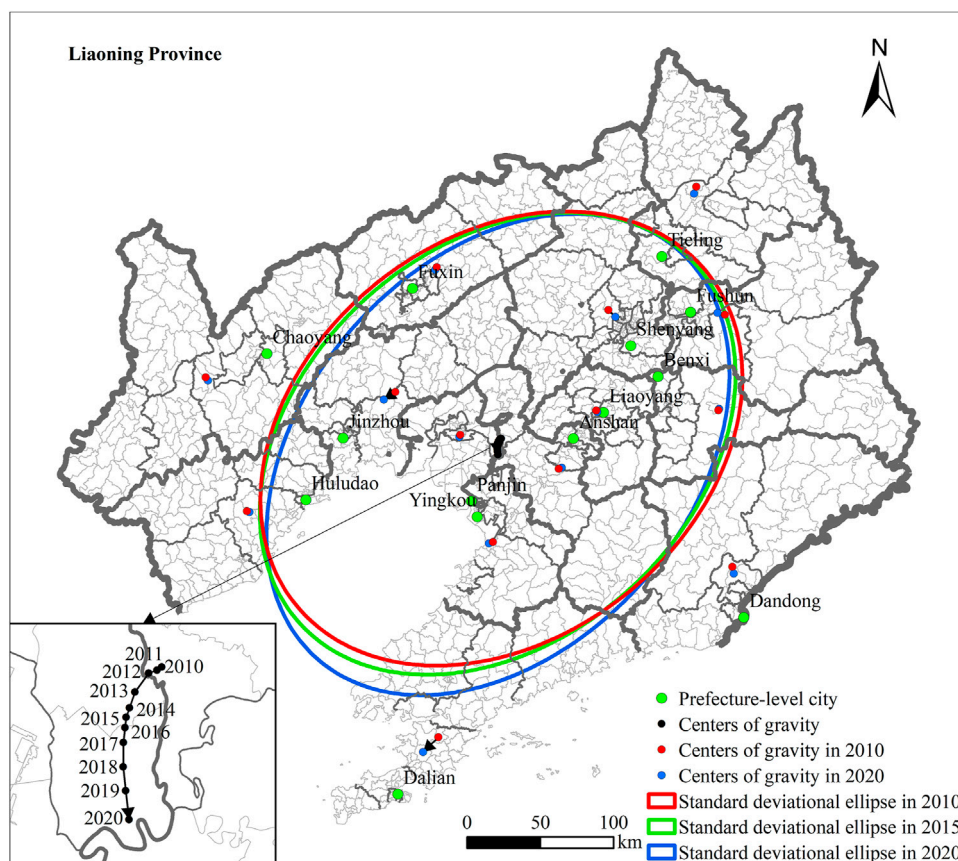 Liaoning Province
N
Tieling
Fuxin
Fushun
Shenyang
Chaoyang
Benxi
Liaoyang
Jinzhou
Anshan
Huludao
Panjin
Yingkou
Dandong
Dalian
2011
2010
2012
2013
2014
2015
2016
2017
2018
2019
2020
Prefecture-level city
Centers of gravity
Centers of gravity in 2010
Centers of gravity in 2020
Standard deviational ellipse in 2010
Standard deviational ellipse in 2015
Standard deviational ellipse in 2020
0 50 100
km